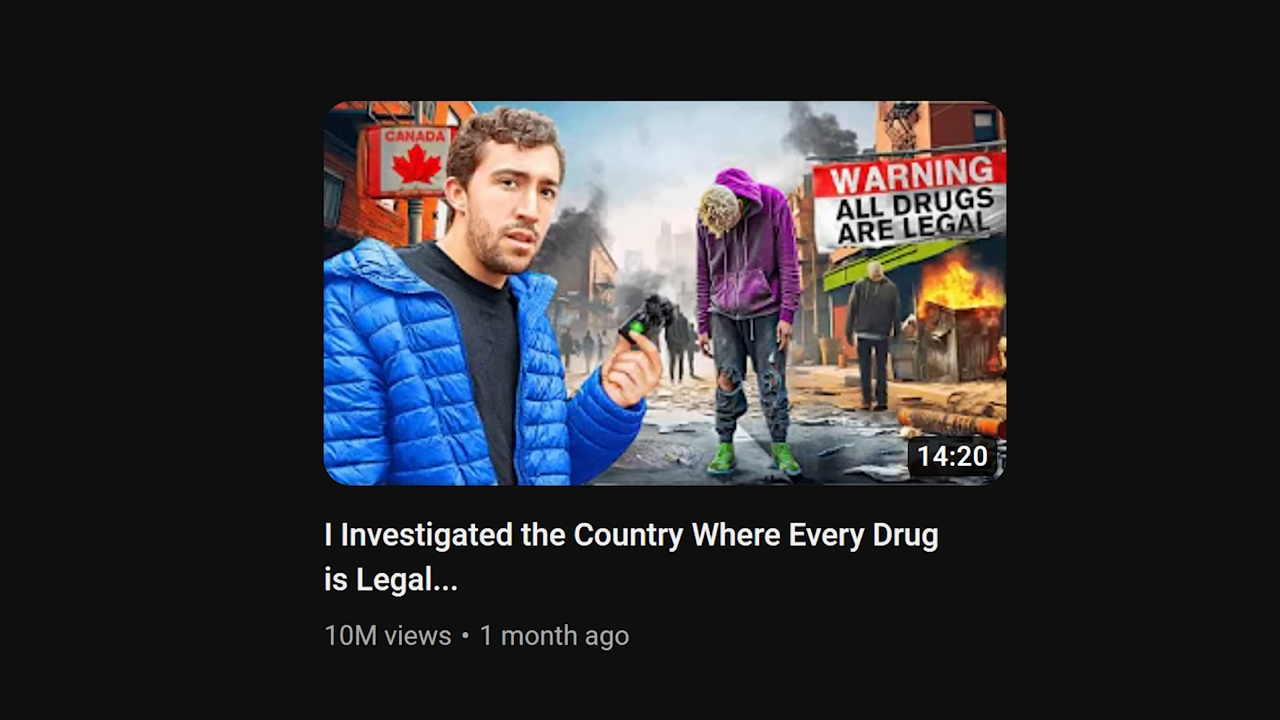 CANADA
WARNING
ALL DRUGS
ARE LEGAL
14:20
I Investigated the Country Where Every Drug
is Legal...
10M views • 1 month ago